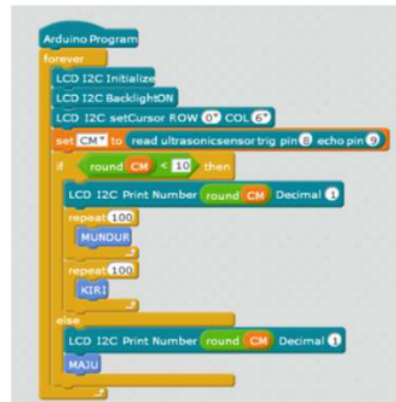 Arduino Program
forever
LCD I2C Initialize
LCD I2C BacklightON
LCD I2C setCursor ROW 0 COL 6
set CM to read ultrasonicsensor trig pin 8 echo pin 9
if round CM < 10 then
LCD I2C Print Number round CM Decimal 1
repeat 100
MUNDUR
repeat 100
KIRI
else
LCD I2C Print Number round CM Decimal 1
MAJU